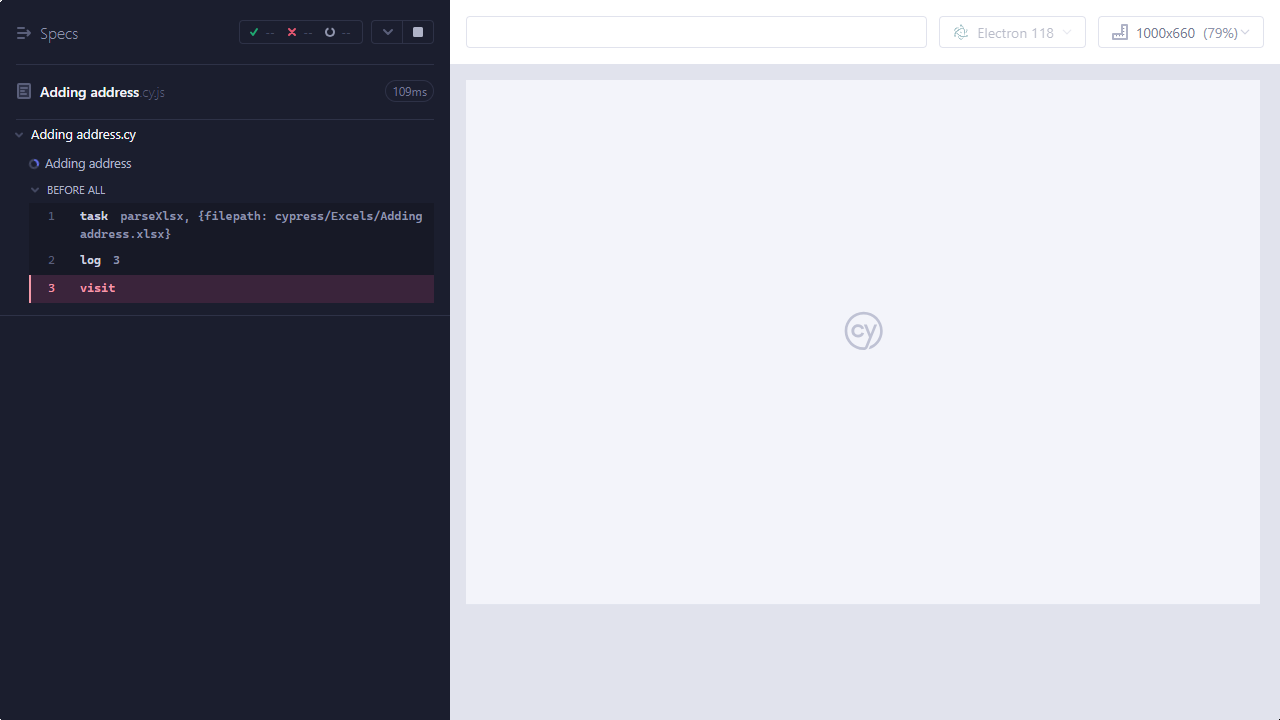 Specs
--
--
--
Electron 118
1000x660 (79%)
Adding address.cy.js
109ms
Adding address.cy
Adding address
BEFORE ALL
1 task parseXlsx, {filepath: cypress/Excels/Adding
address.xlsx}
2 log 3
3 visit
cy